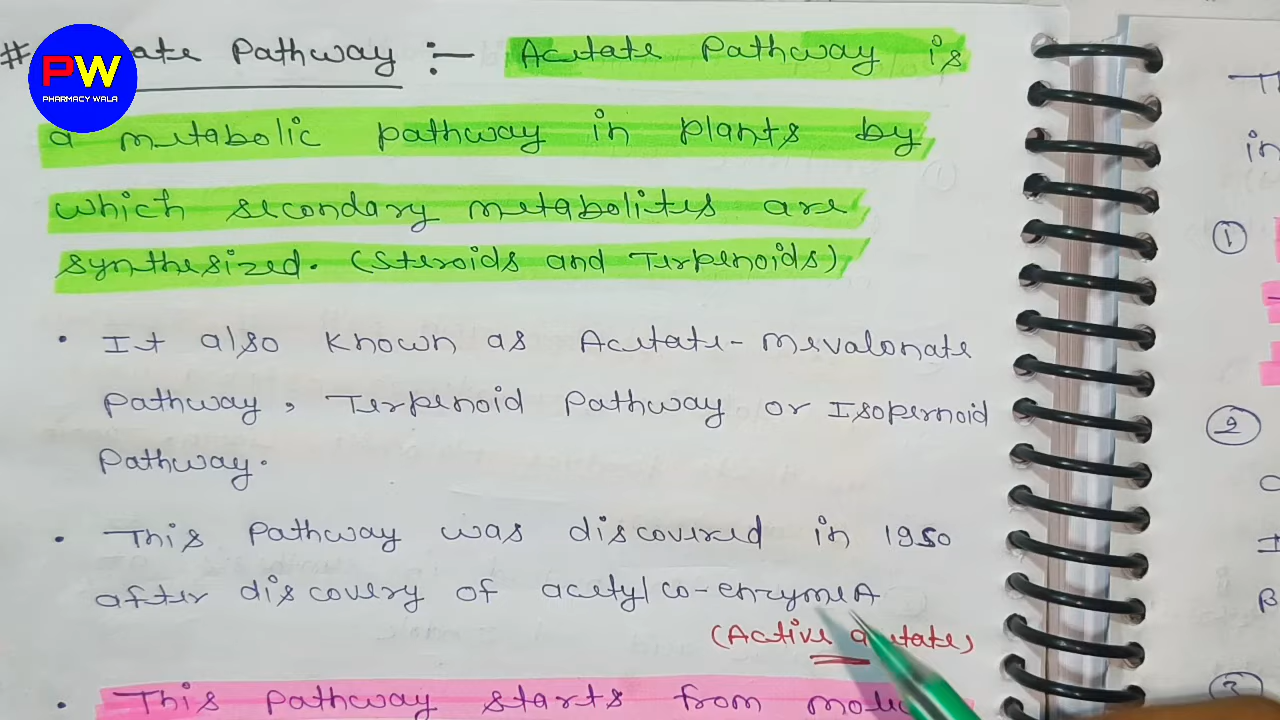 # ate Pathway :- Acetate Pathway is
a metabolic pathway in plants by
which secondary metabolites are
synthesized. (Steroids and Terpenoids)
• It also known as Acetate-mevalonate
pathway, Terpenoid pathway or Isopernoid
pathway.
• This pathway was discovered in 1950
after discovery of acetyl co-enzyme A
(Active acetate)
• This pathway starts from
PW
PHARMACY WALA
in
1
2
3